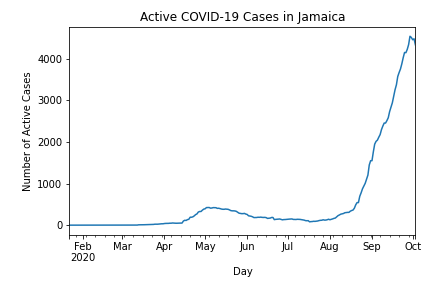 Active COVID-19 Cases in Jamaica
Number of Active Cases
4000
3000
2000
1000
0
Feb
2020
Mar
Apr
May
Jun
Jul
Aug
Sep
Oct
Day